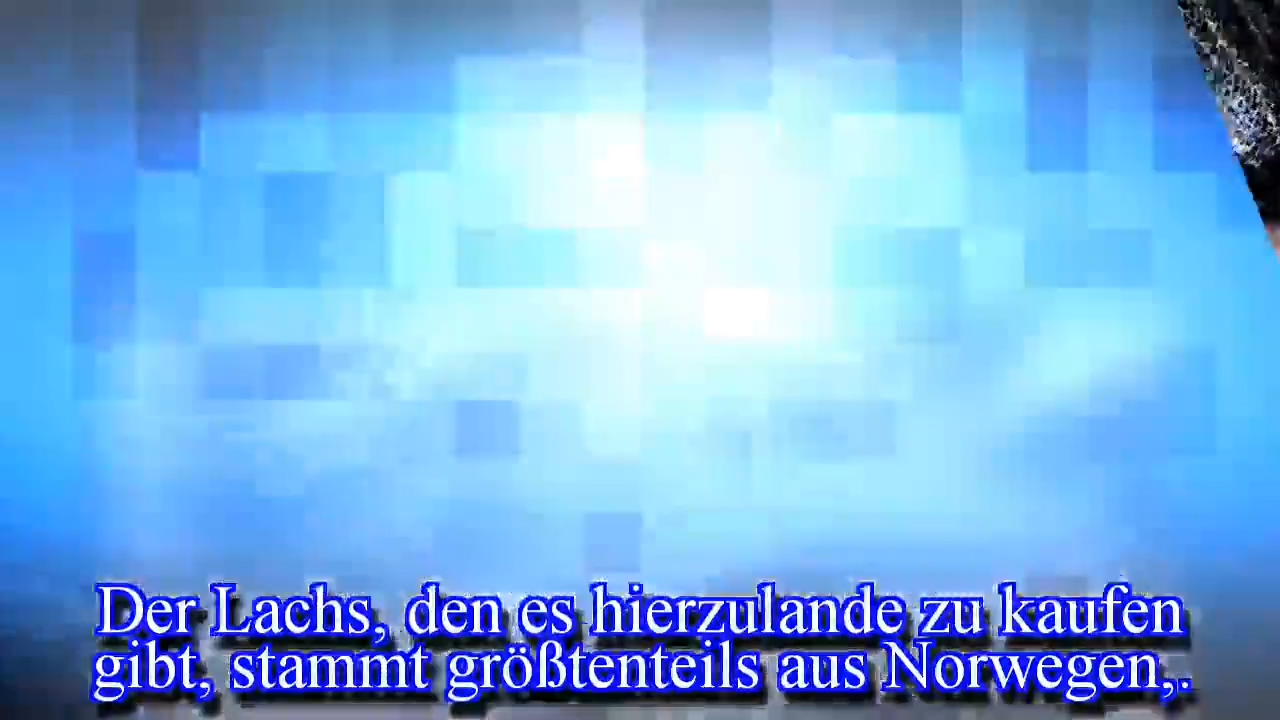 Der Lachs, den es hierzulande zu kaufen
gibt, stammt größtenteils aus Norwegen,.